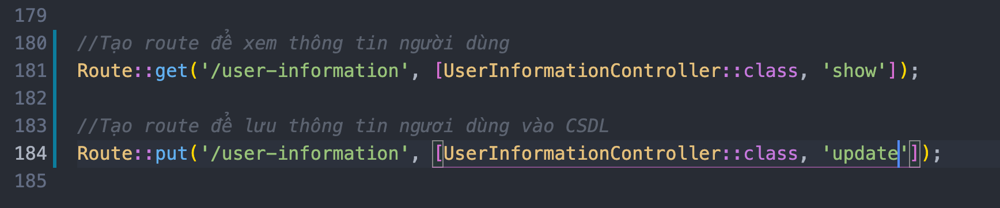 179
180 //Tạo route để xem thông tin người dùng
181 Route::get('/user-information', [UserInformationController::class, 'show']);
182
183 //Tạo route để lưu thông tin ngươi dùng vào CSDL
184 Route::put('/user-information', [UserInformationController::class, 'update']);
185